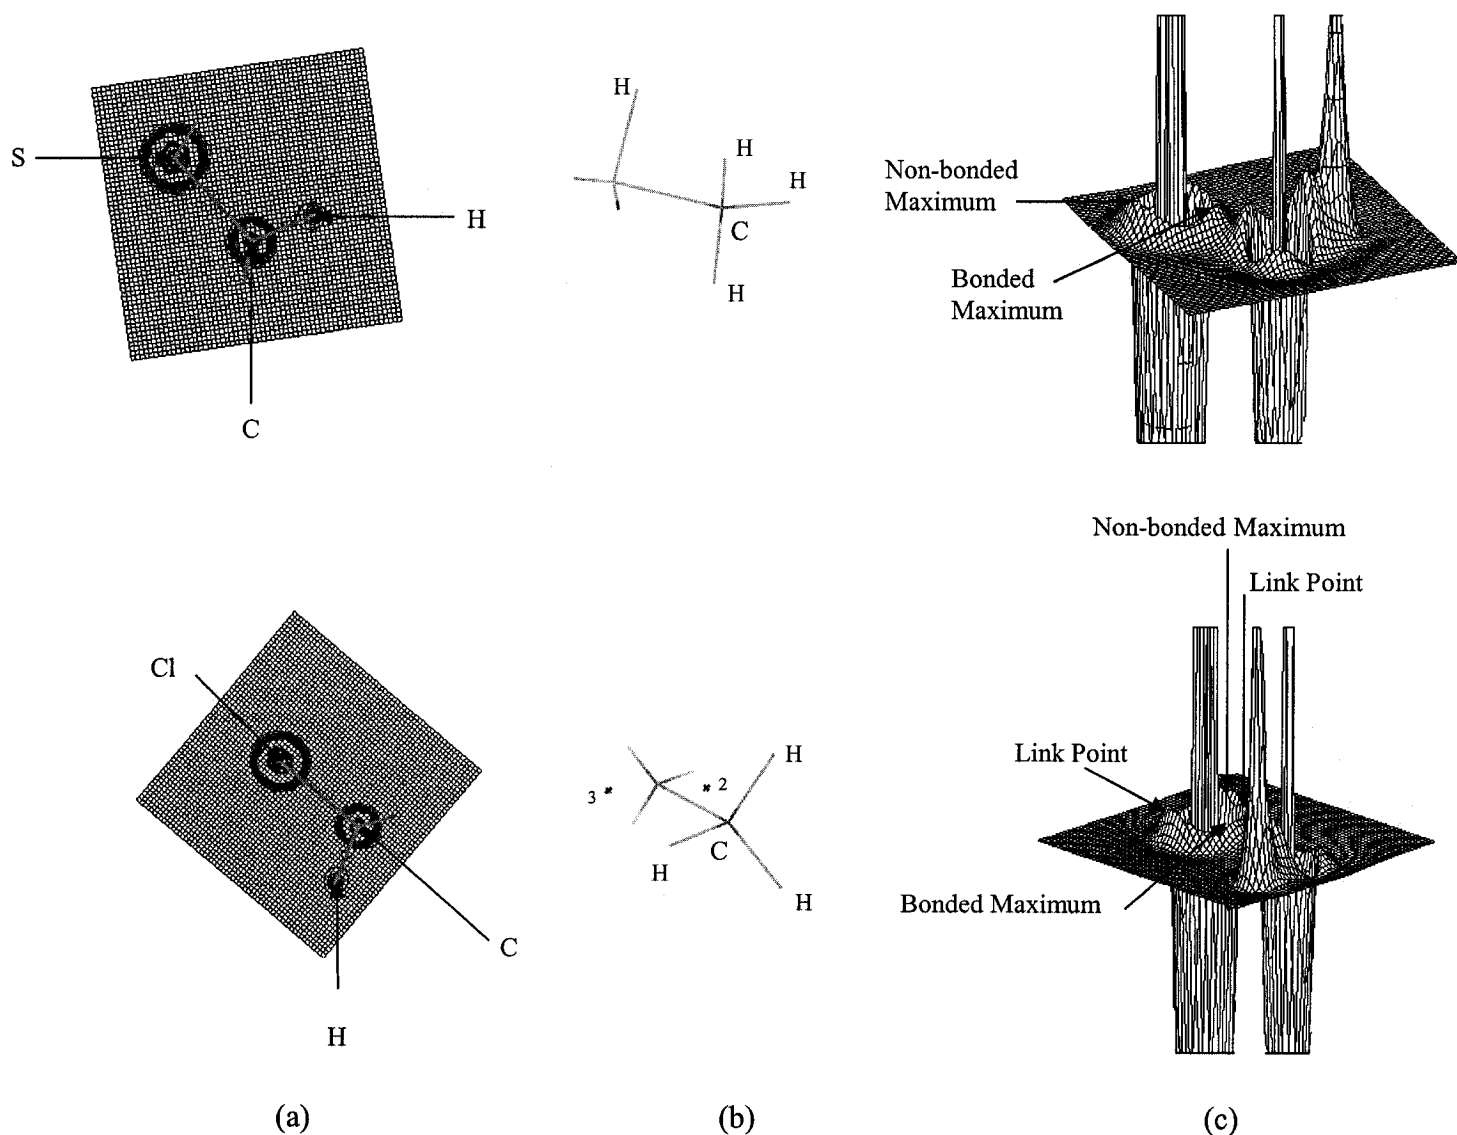 S
H
C
H
H
H
C
H
Non-bonded
Maximum
Bonded
Maximum
Cl
C
H
3
2
H
H
C
H
Non-bonded Maximum
Link Point
Link Point
Bonded Maximum
(a)
(b)
(c)